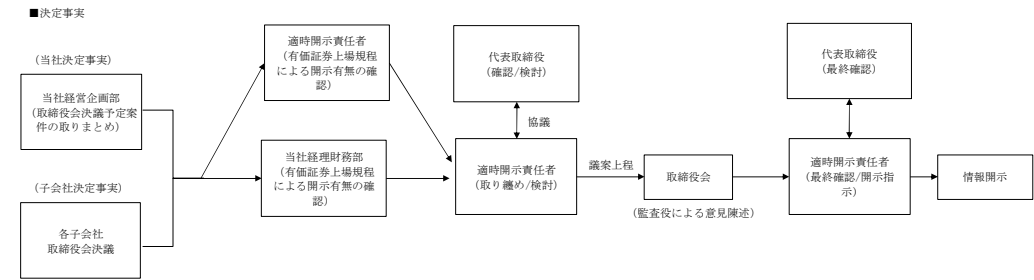 ■決定事実
（当社決定事実）
当社経営企画部
（取締役会決議予定案
件の取りまとめ）
（子会社決定事実）
各子会社
取締役会決議
適時開示責任者
（有価証券上場規程
による開示有無の確
認）
当社経理財務部
（有価証券上場規程
による開示有無の確
認）
代表取締役
（確認/検討）
協議
適時開示責任者
（取り纏め/検討）
議案上程
取締役会
（監査役による意見陳述）
代表取締役
（最終確認）
適時開示責任者
（最終確認/開示指
示）
情報開示